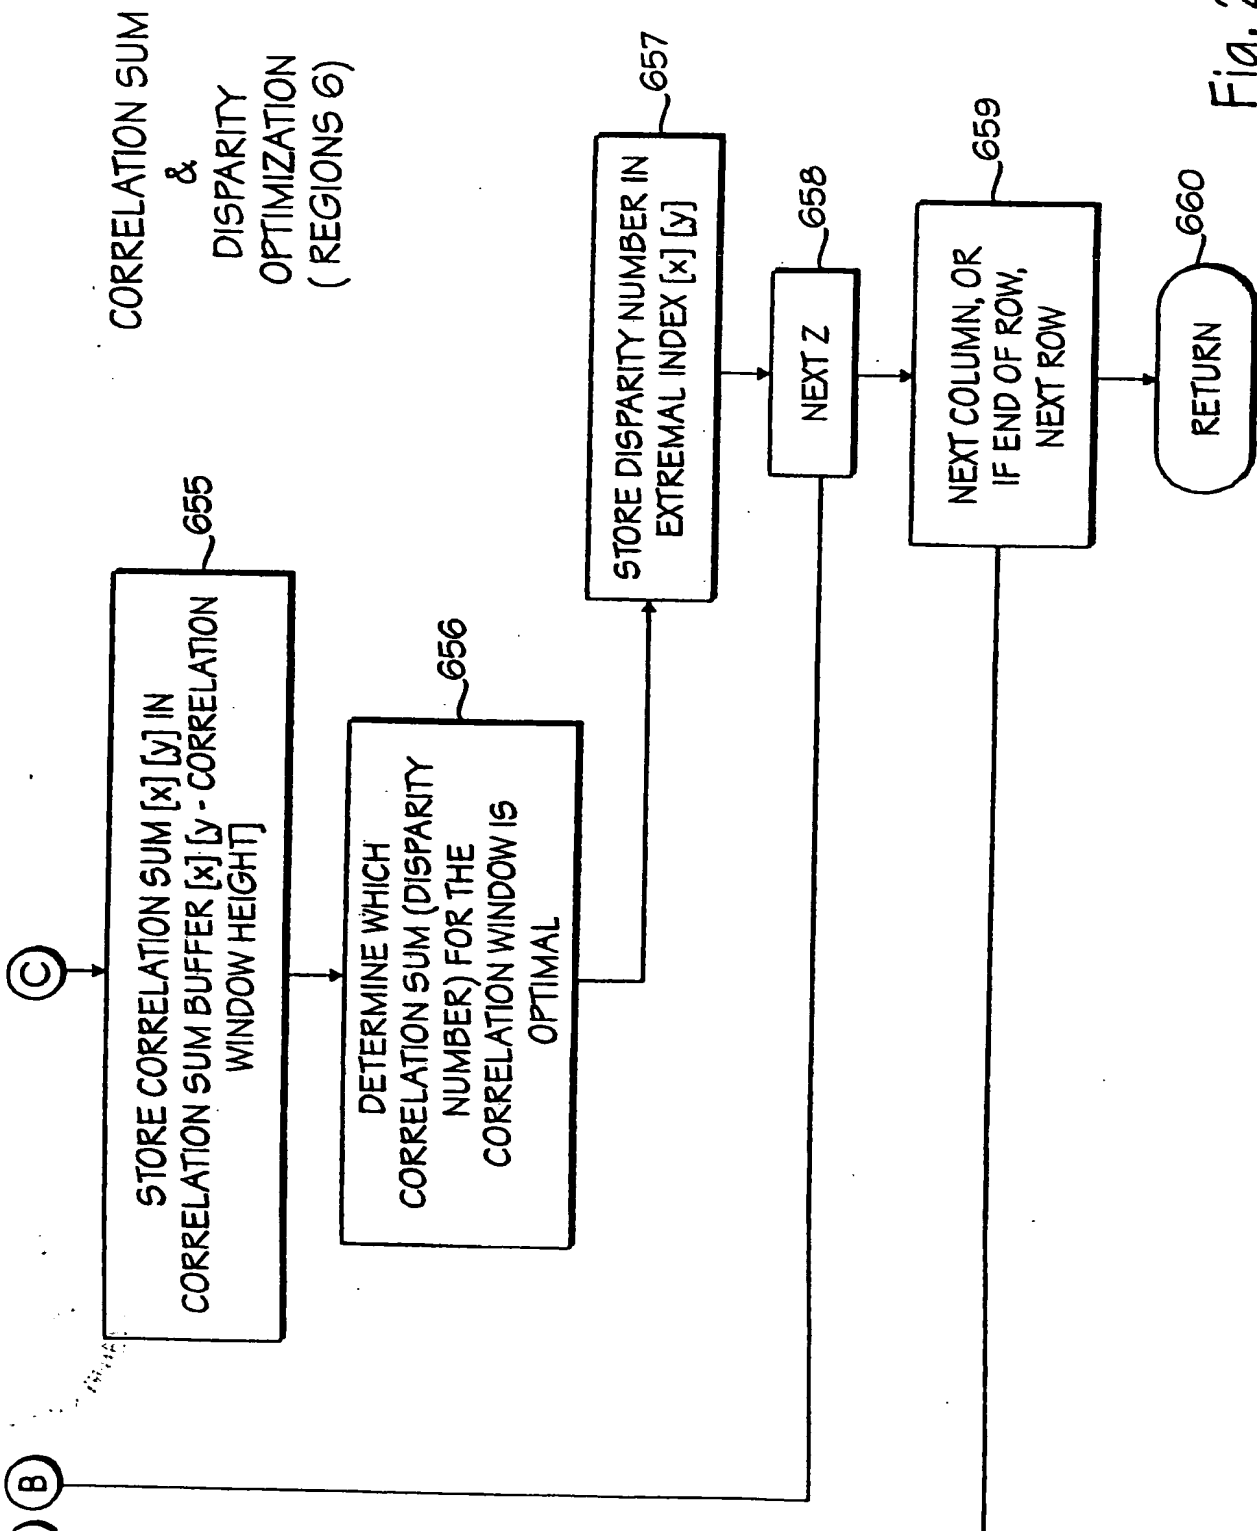 CORRELATION SUM
&
DISPARITY
OPTIMIZATION
(REGIONS 6)
B
C
STORE CORRELATION SUM [x] [y] IN
CORRELATION SUM BUFFER [x] [y - CORRELATION
WINDOW HEIGHT]
655
DETERMINE WHICH
CORRELATION SUM (DISPARITY
NUMBER) FOR THE
CORRELATION WINDOW IS
OPTIMAL
656
STORE DISPARITY NUMBER IN
EXTREMAL INDEX [x] [y]
657
NEXT Z
658
NEXT COLUMN, OR
IF END OF ROW,
NEXT ROW
659
RETURN
660
Fig.